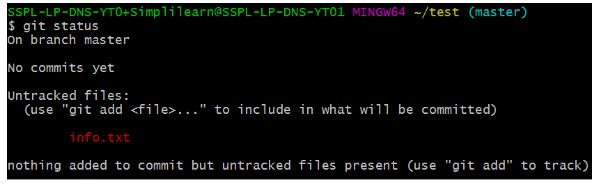 SSPL-LP-DNS-YT0+Simplilearn@SSPL-LP-DNS-YT01 MINGW64 ~/test (master)
$ git status
On branch master
No commits yet
Untracked files:
(use "git add <file>..." to include in what will be committed)
info.txt
nothing added to commit but untracked files present (use "git add" to track)